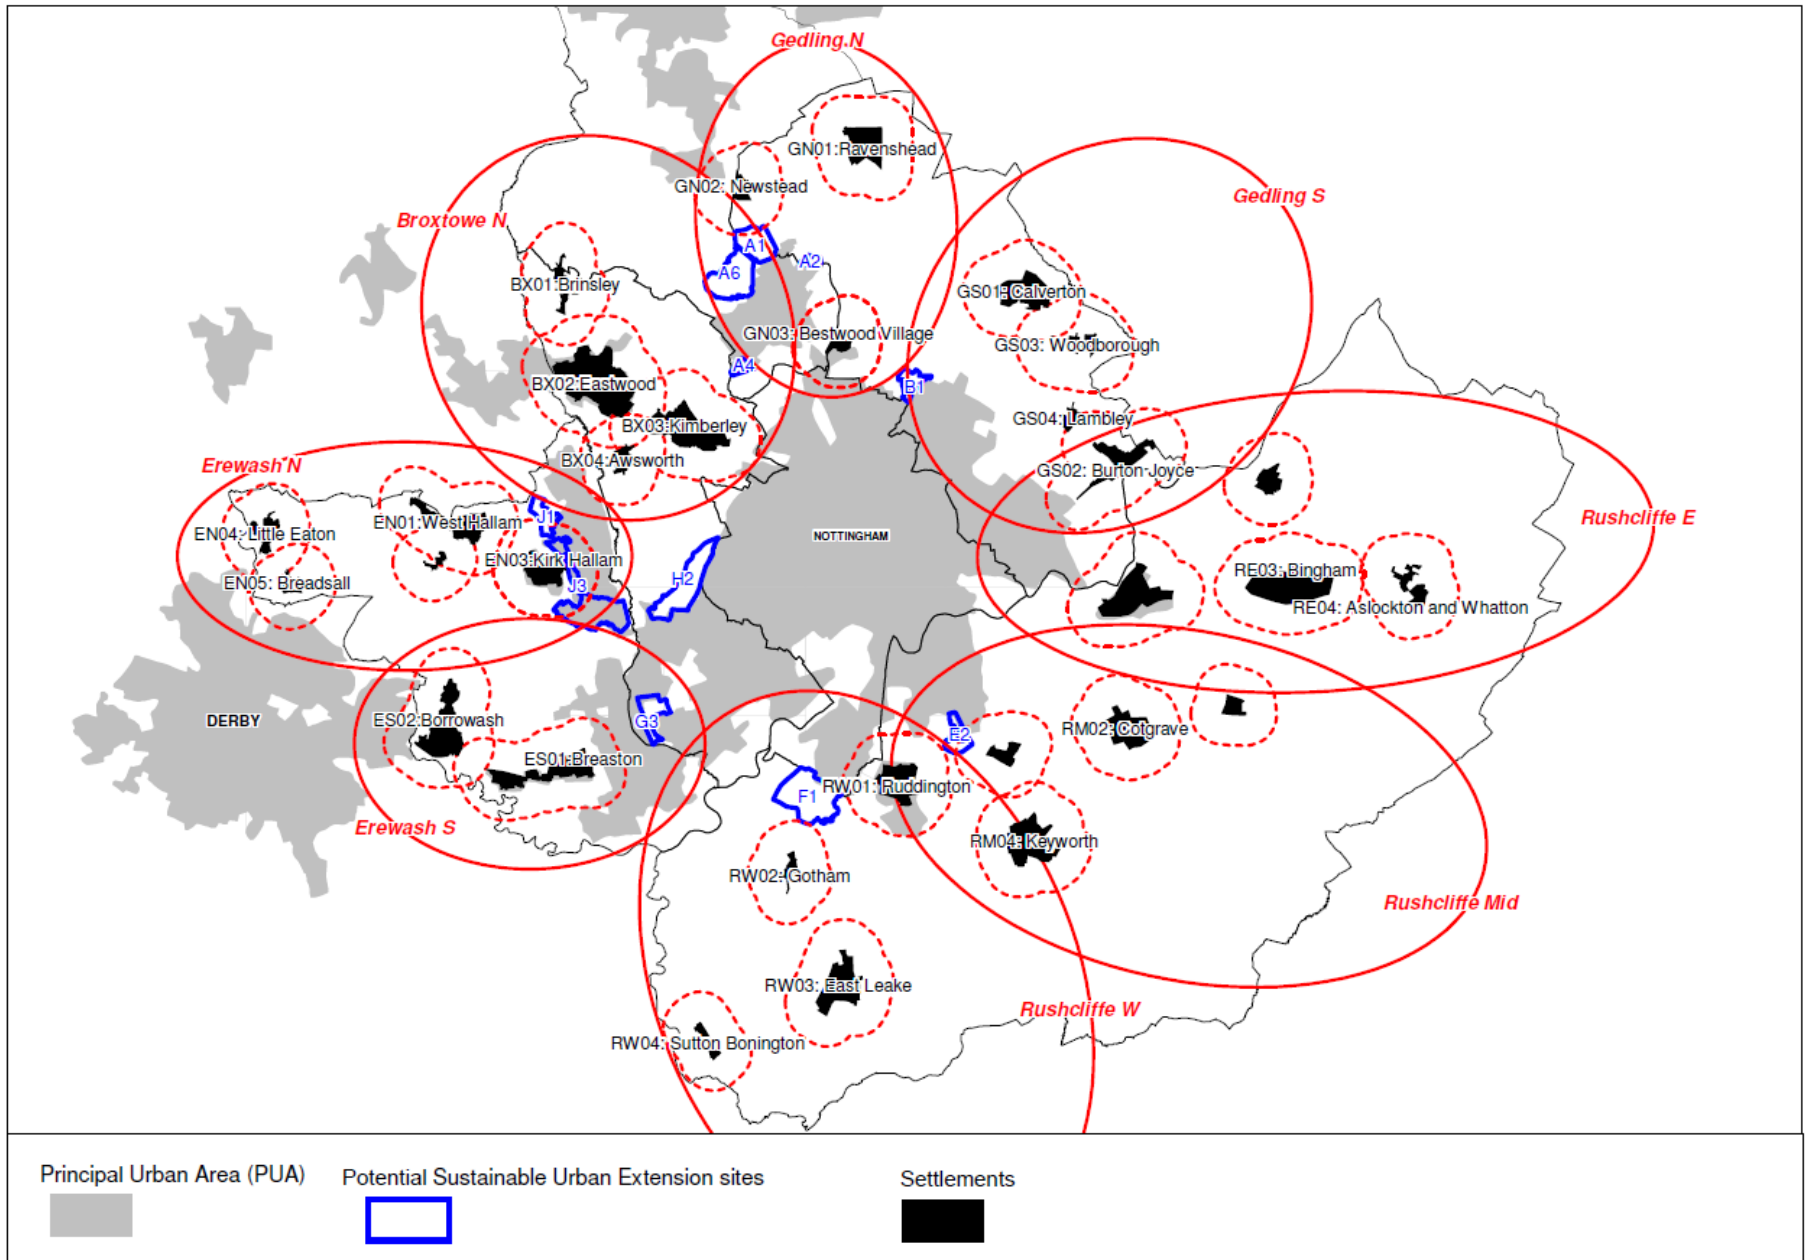 Gedling N
GN01:Ravenshead
GN02: Newstead
Gedling S
Broxtowe N
A1
A2
A6
BX01:Brinsley
GS01: Calverton
GN03: Bestwood Village
GS03: Woodborough
A4
BX02:Eastwood
B1
GS04: Lambley
BX03:Kimberley
BX04:Awsworth
Erewash N
GS02: Burton Joyce
J1
EN01:West Hallam
Rushcliffe E
EN04: Little Eaton
NOTTINGHAM
EN03:Kirk Hallam
RE03: Bingham
EN05: Breadsall
J3
H2
RE04: Aslockton and Whatton
DERBY
ES02:Borrowash
G3
RM02: Cotgrave
E2
ES01:Breaston
RW01: Ruddington
F1
Erewash S
RM04: Keyworth
RW02: Gotham
Rushcliffe Mid
RW03: East Leake
Rushcliffe W
RW04: Sutton Bonington
Principal Urban Area (PUA)
Potential Sustainable Urban Extension sites
Settlements